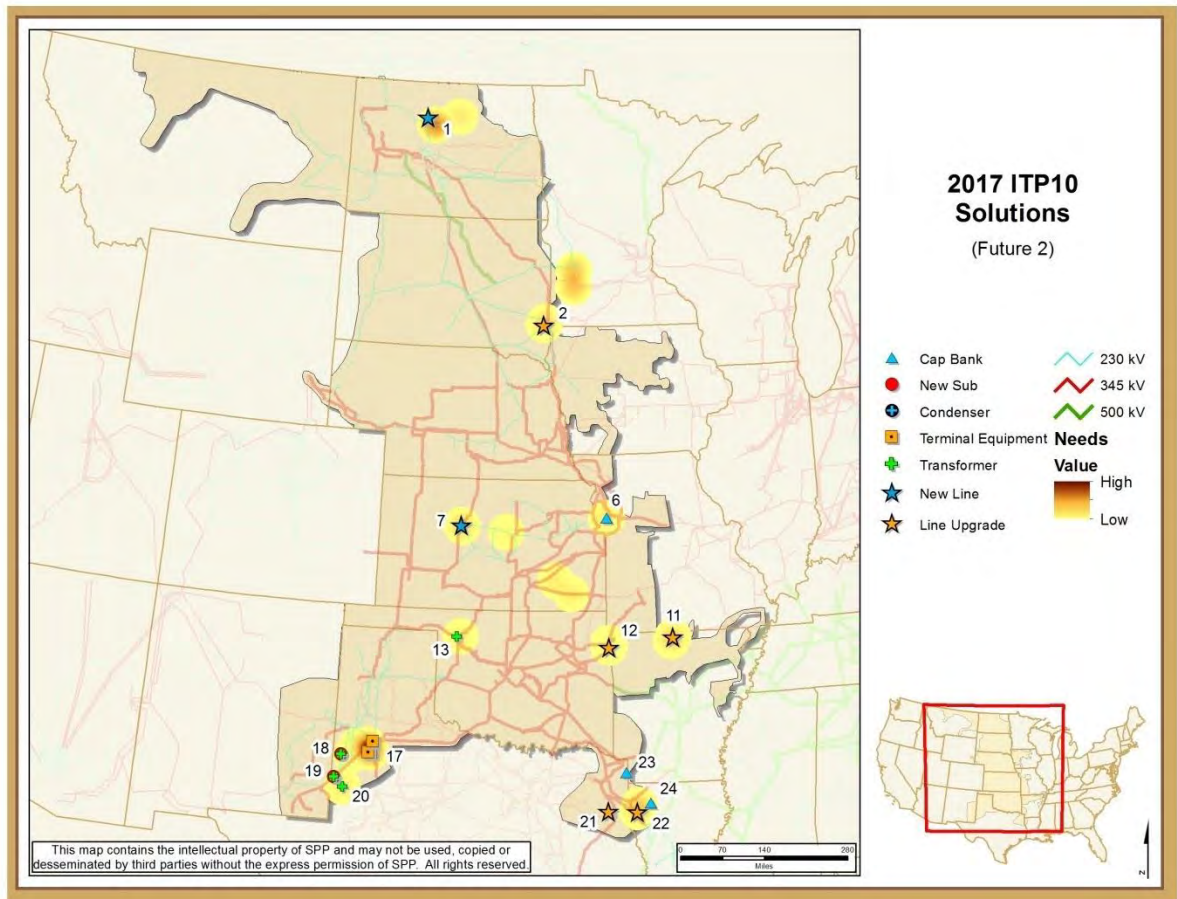 2017 ITP10
Solutions
(Future 2)
Cap Bank
New Sub
Condenser
Terminal Equipment
Transformer
New Line
Line Upgrade
230 kV
345 kV
500 kV
Needs
Value
High
Low
1
2
6
7
11
12
13
18
17
19
20
23
24
21
22
This map contains the intellectual property of SPP and may not be used, copied or
desseminated by third parties without the express permission of SPP. All rights reserved.
0 70 140 280
Miles
Z